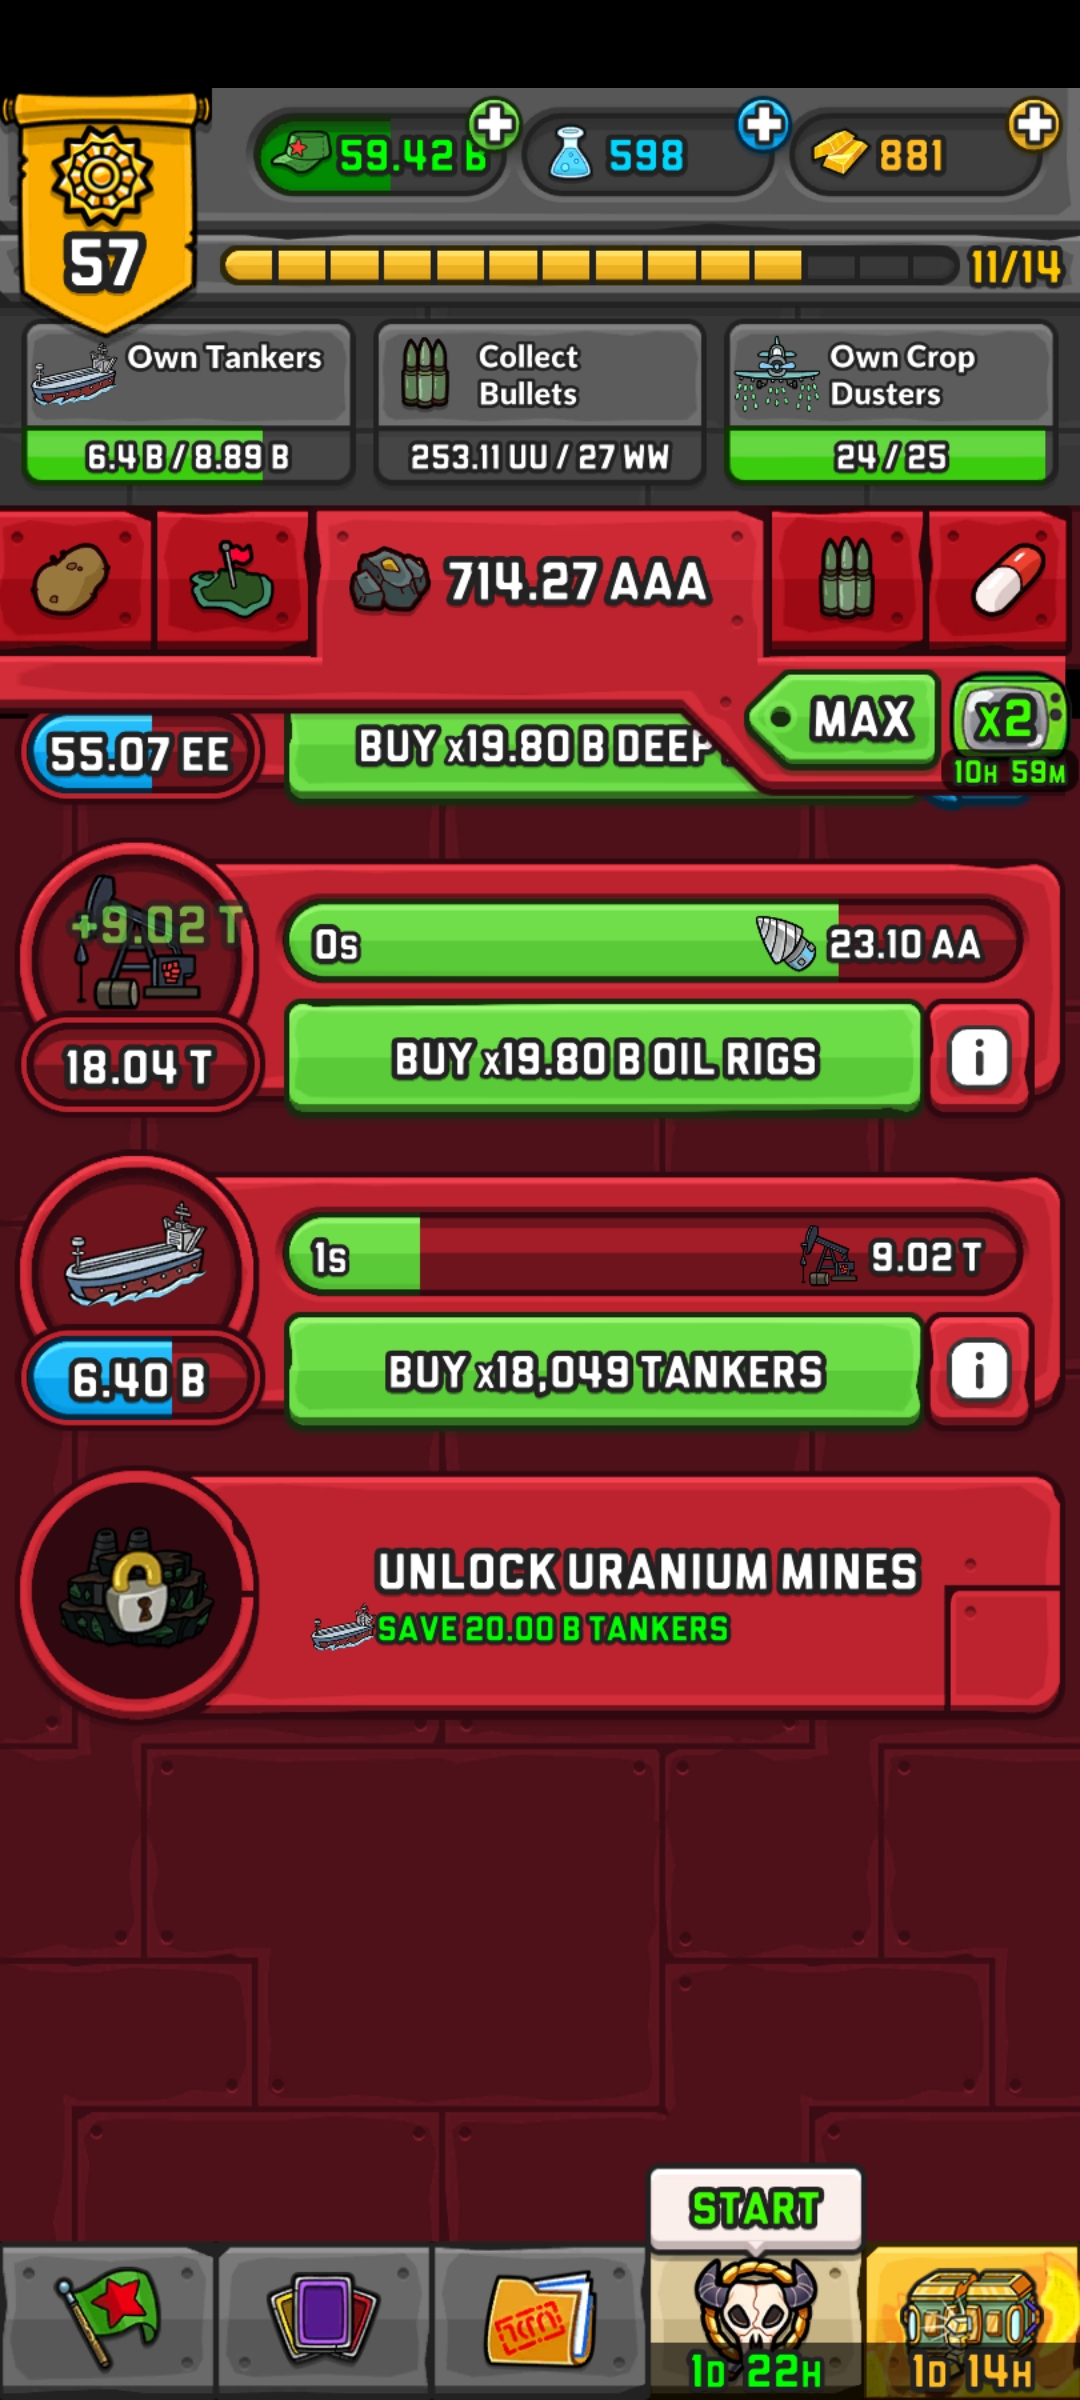 59.42 B
598
881
57
11/14
Own Tankers
6.4 B / 8.89 B
Collect
Bullets
253.11 UU / 27 WW
Own Crop
Dusters
24 / 25
714.27 AAA
MAX
x2
10H 59M
55.07 EE
BUY x19.80 B DEEP
+9.02 T
0s
23.10 AA
18.04 T
BUY x19.80 B OIL RIGS
i
1s
9.02 T
6.40 B
BUY x18,049 TANKERS
i
UNLOCK URANIUM MINES
SAVE 20.00 B TANKERS
START
1D 22H
1D 14H